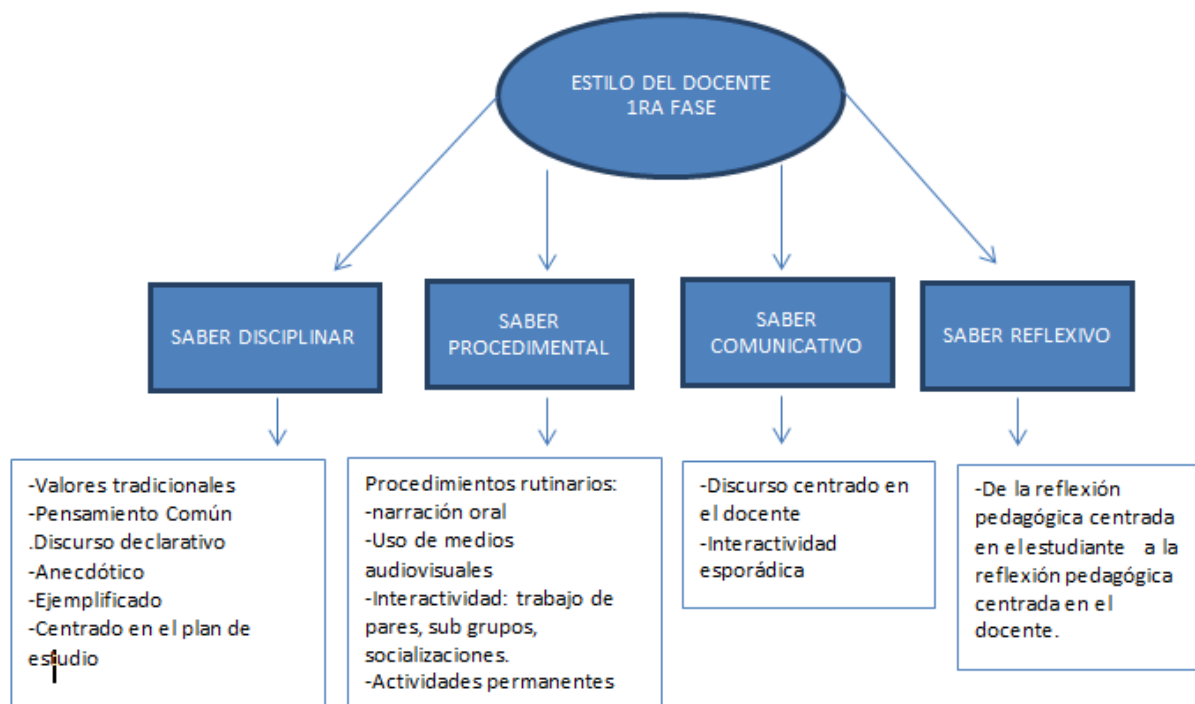 ESTILO DEL DOCENTE
1RA FASE
SABER DISCIPLINAR
SABER
PROCEDIMENTAL
SABER
COMUNICATIVO
SABER REFLEXIVO
-Valores tradicionales
-Pensamiento Común
.Discurso declarativo
-Anecdótico
-Ejemplificado
-Centrado en el plan de
estudio
Procedimientos rutinarios:
-narración oral
-Uso de medios
audiovisuales
-Interactividad: trabajo de
pares, sub grupos,
socializaciones.
-Actividades permanentes
-Discurso centrado en
el docente
-Interactividad
esporádica
-De la reflexión
pedagógica centrada
en el estudiante a la
reflexión pedagógica
centrada en el
docente.